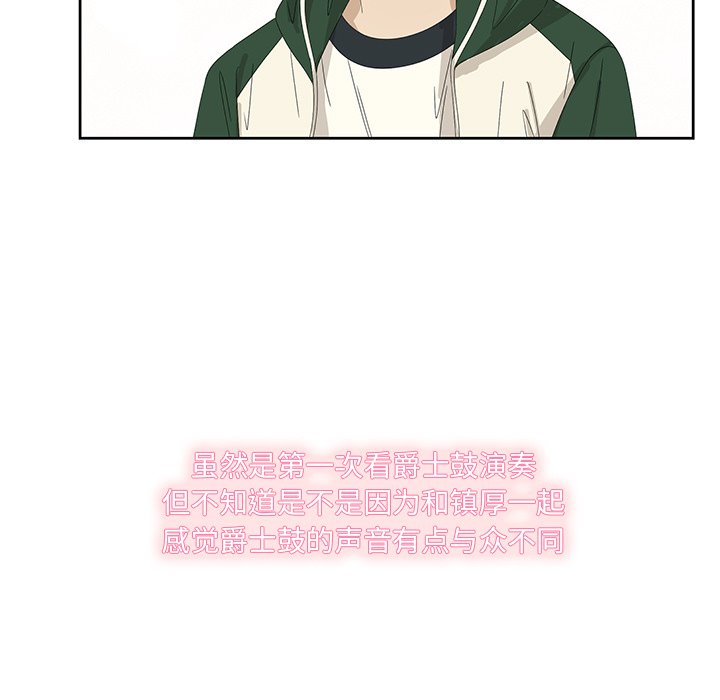 虽然是第一次看爵士鼓演奏
但不知道是不是因为和镇厚一起
感觉爵士鼓的声音有点与众不同